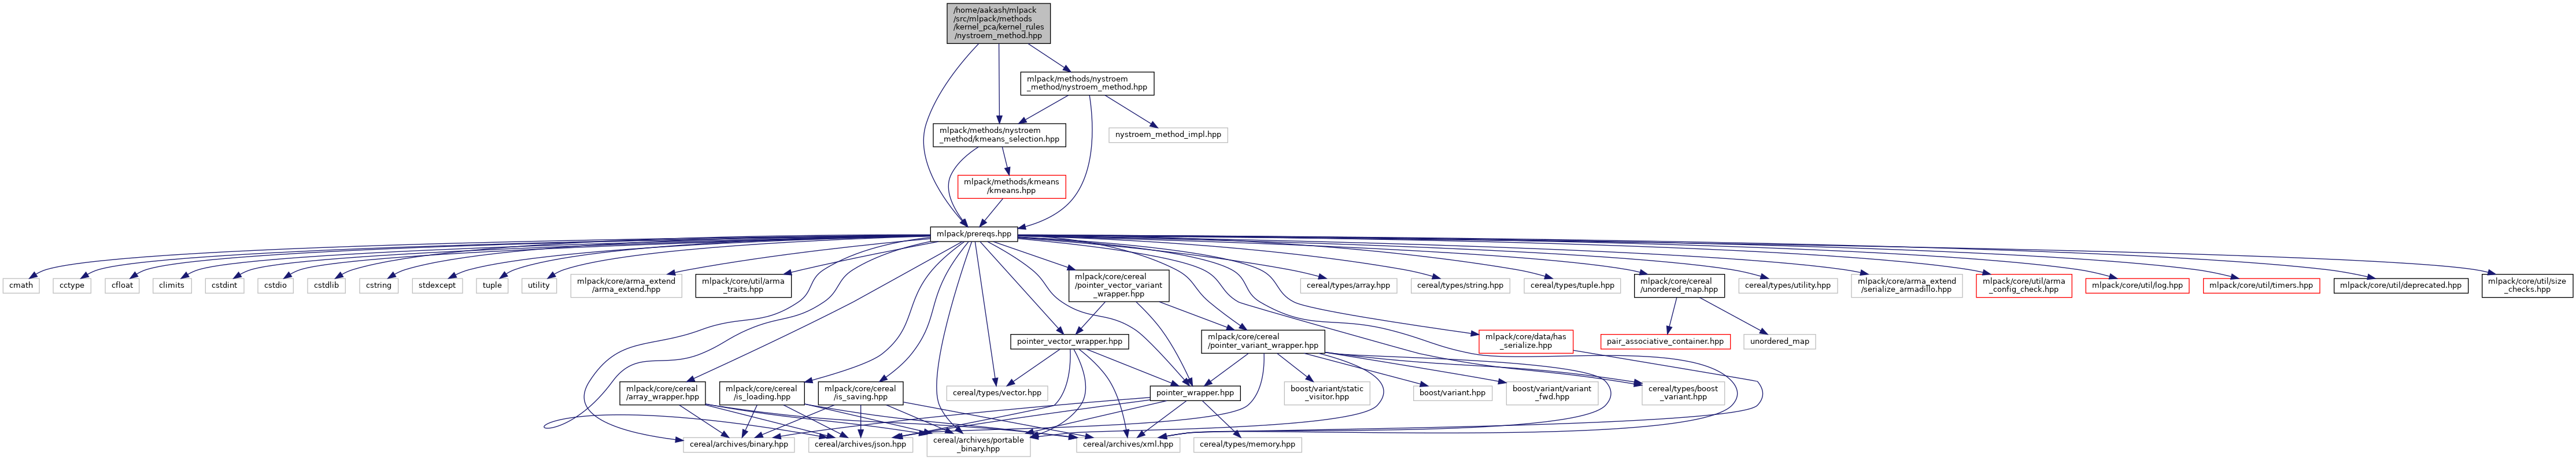 /home/aakash/mlpack
/src/mlpack/methods
/kernel_pca/kernel_rules
/nystroem_method.hpp
mlpack/methods/nystroem
_method/nystroem_method.hpp
mlpack/methods/nystroem
_method/kmeans_selection.hpp
nystroem_method_impl.hpp
mlpack/methods/kmeans
/kmeans.hpp
mlpack/prereqs.hpp
cmath
cctype
cfloat
climits
cstdint
cstdio
cstdlib
cstring
stdexcept
tuple
utility
mlpack/core/arma_extend
/arma_extend.hpp
mlpack/core/util/arma
_traits.hpp
mlpack/core/cereal
/pointer_vector_variant
_wrapper.hpp
cereal/types/array.hpp
cereal/types/string.hpp
cereal/types/tuple.hpp
mlpack/core/cereal
/unordered_map.hpp
cereal/types/utility.hpp
mlpack/core/arma_extend
/serialize_armadillo.hpp
mlpack/core/util/arma
_config_check.hpp
mlpack/core/util/log.hpp
mlpack/core/util/timers.hpp
mlpack/core/util/deprecated.hpp
mlpack/core/util/size
_checks.hpp
pointer_vector_wrapper.hpp
mlpack/core/cereal
/pointer_variant_wrapper.hpp
mlpack/core/data/has
_serialize.hpp
pair_associative_container.hpp
unordered_map
mlpack/core/cereal
/array_wrapper.hpp
mlpack/core/cereal
/is_loading.hpp
mlpack/core/cereal
/is_saving.hpp
cereal/types/vector.hpp
pointer_wrapper.hpp
boost/variant/static
_visitor.hpp
boost/variant.hpp
boost/variant/variant
_fwd.hpp
cereal/types/boost
_variant.hpp
cereal/archives/binary.hpp
cereal/archives/json.hpp
cereal/archives/portable
_binary.hpp
cereal/archives/xml.hpp
cereal/types/memory.hpp